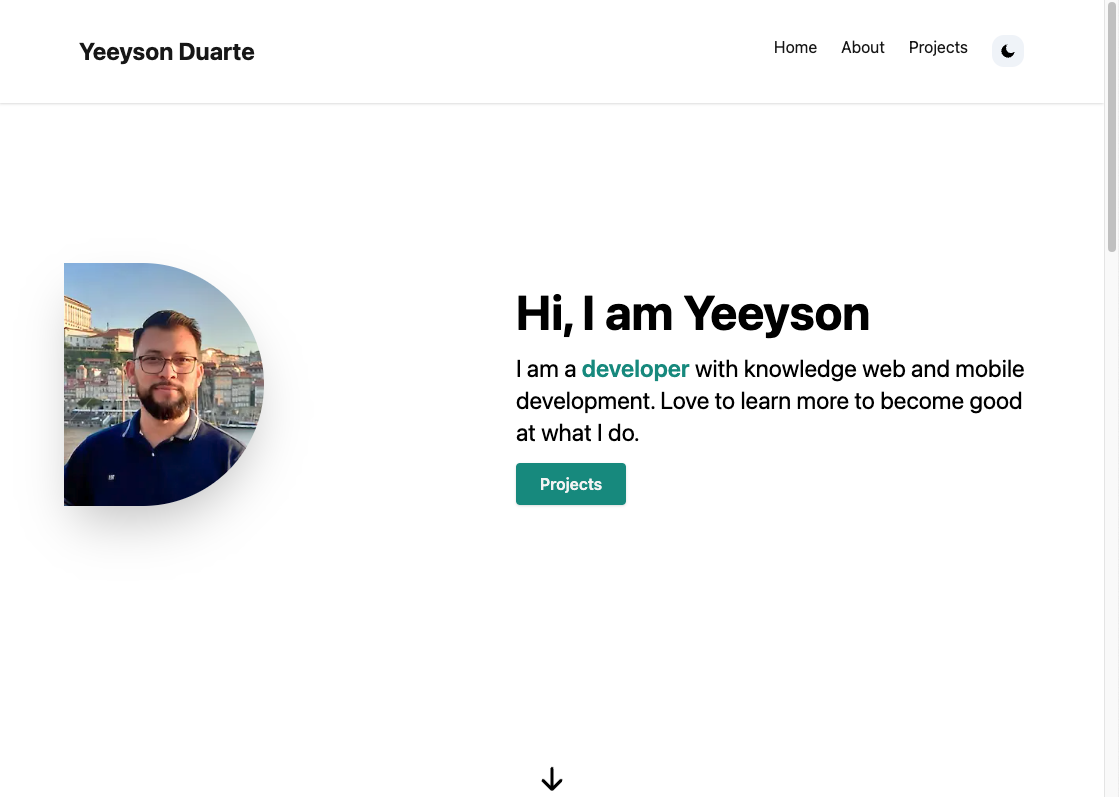 Yeeyson Duarte
Home
About
Projects
Hi, I am Yeeyson
I am a developer with knowledge web and mobile
development. Love to learn more to become good
at what I do.
Projects